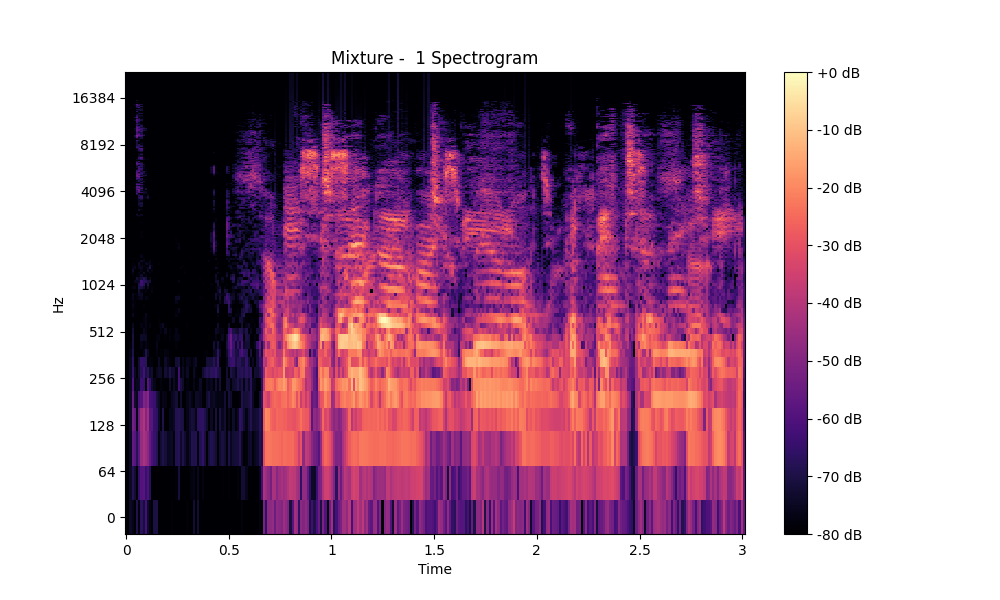 Mixture -  1 Spectrogram
16384
8192
4096
2048
1024
512
256
128
64
0
Hz
0
0.5
1
1.5
2
2.5
3
Time
+0 dB
-10 dB
-20 dB
-30 dB
-40 dB
-50 dB
-60 dB
-70 dB
-80 dB